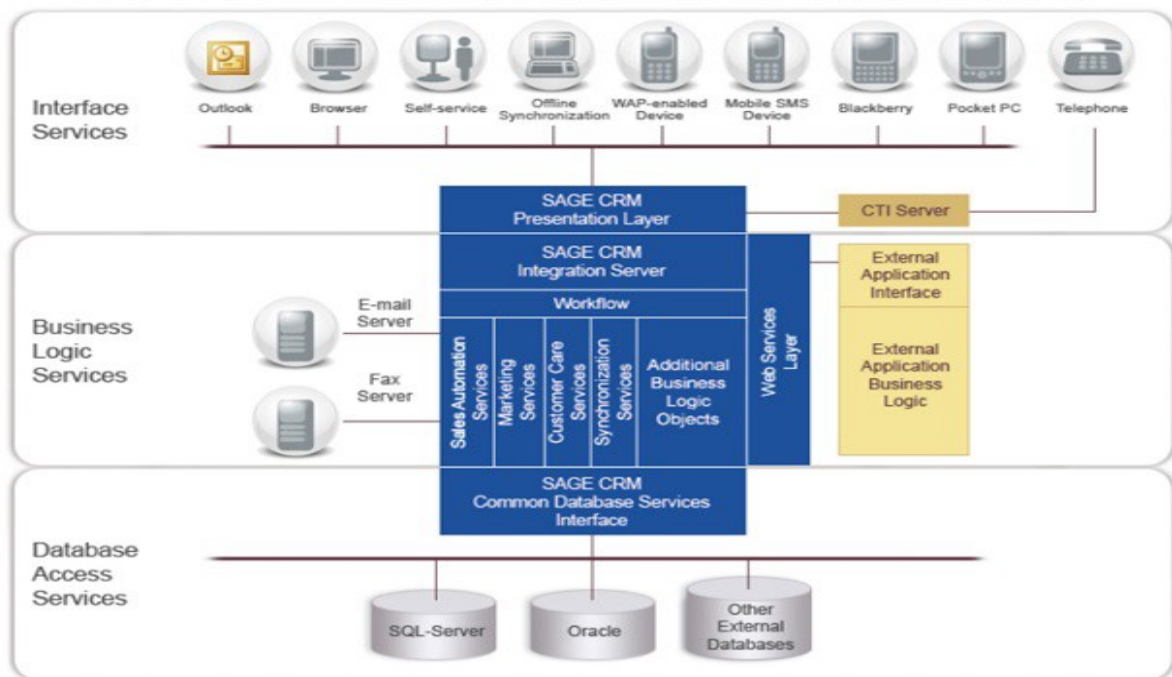 Outlook
Browser
Self-service
Offline
Synchronization
WAP-enabled
Device
Mobile SMS
Device
Blackberry
Pocket PC
Telephone
Interface
Services
SAGE CRM
Presentation Layer
CTI Server
SAGE CRM
Integration Server
Workflow
Sales Automation
Services
Marketing
Services
Customer Care
Services
Synchronization
Services
Additional
Business
Logic
Objects
Web Services
Layer
External
Application
Interface
External
Application
Business
Logic
E-mail
Server
Fax
Server
Business
Logic
Services
SAGE CRM
Common Database Services
Interface
Database
Access
Services
SQL-Server
Oracle
Other
External
Databases